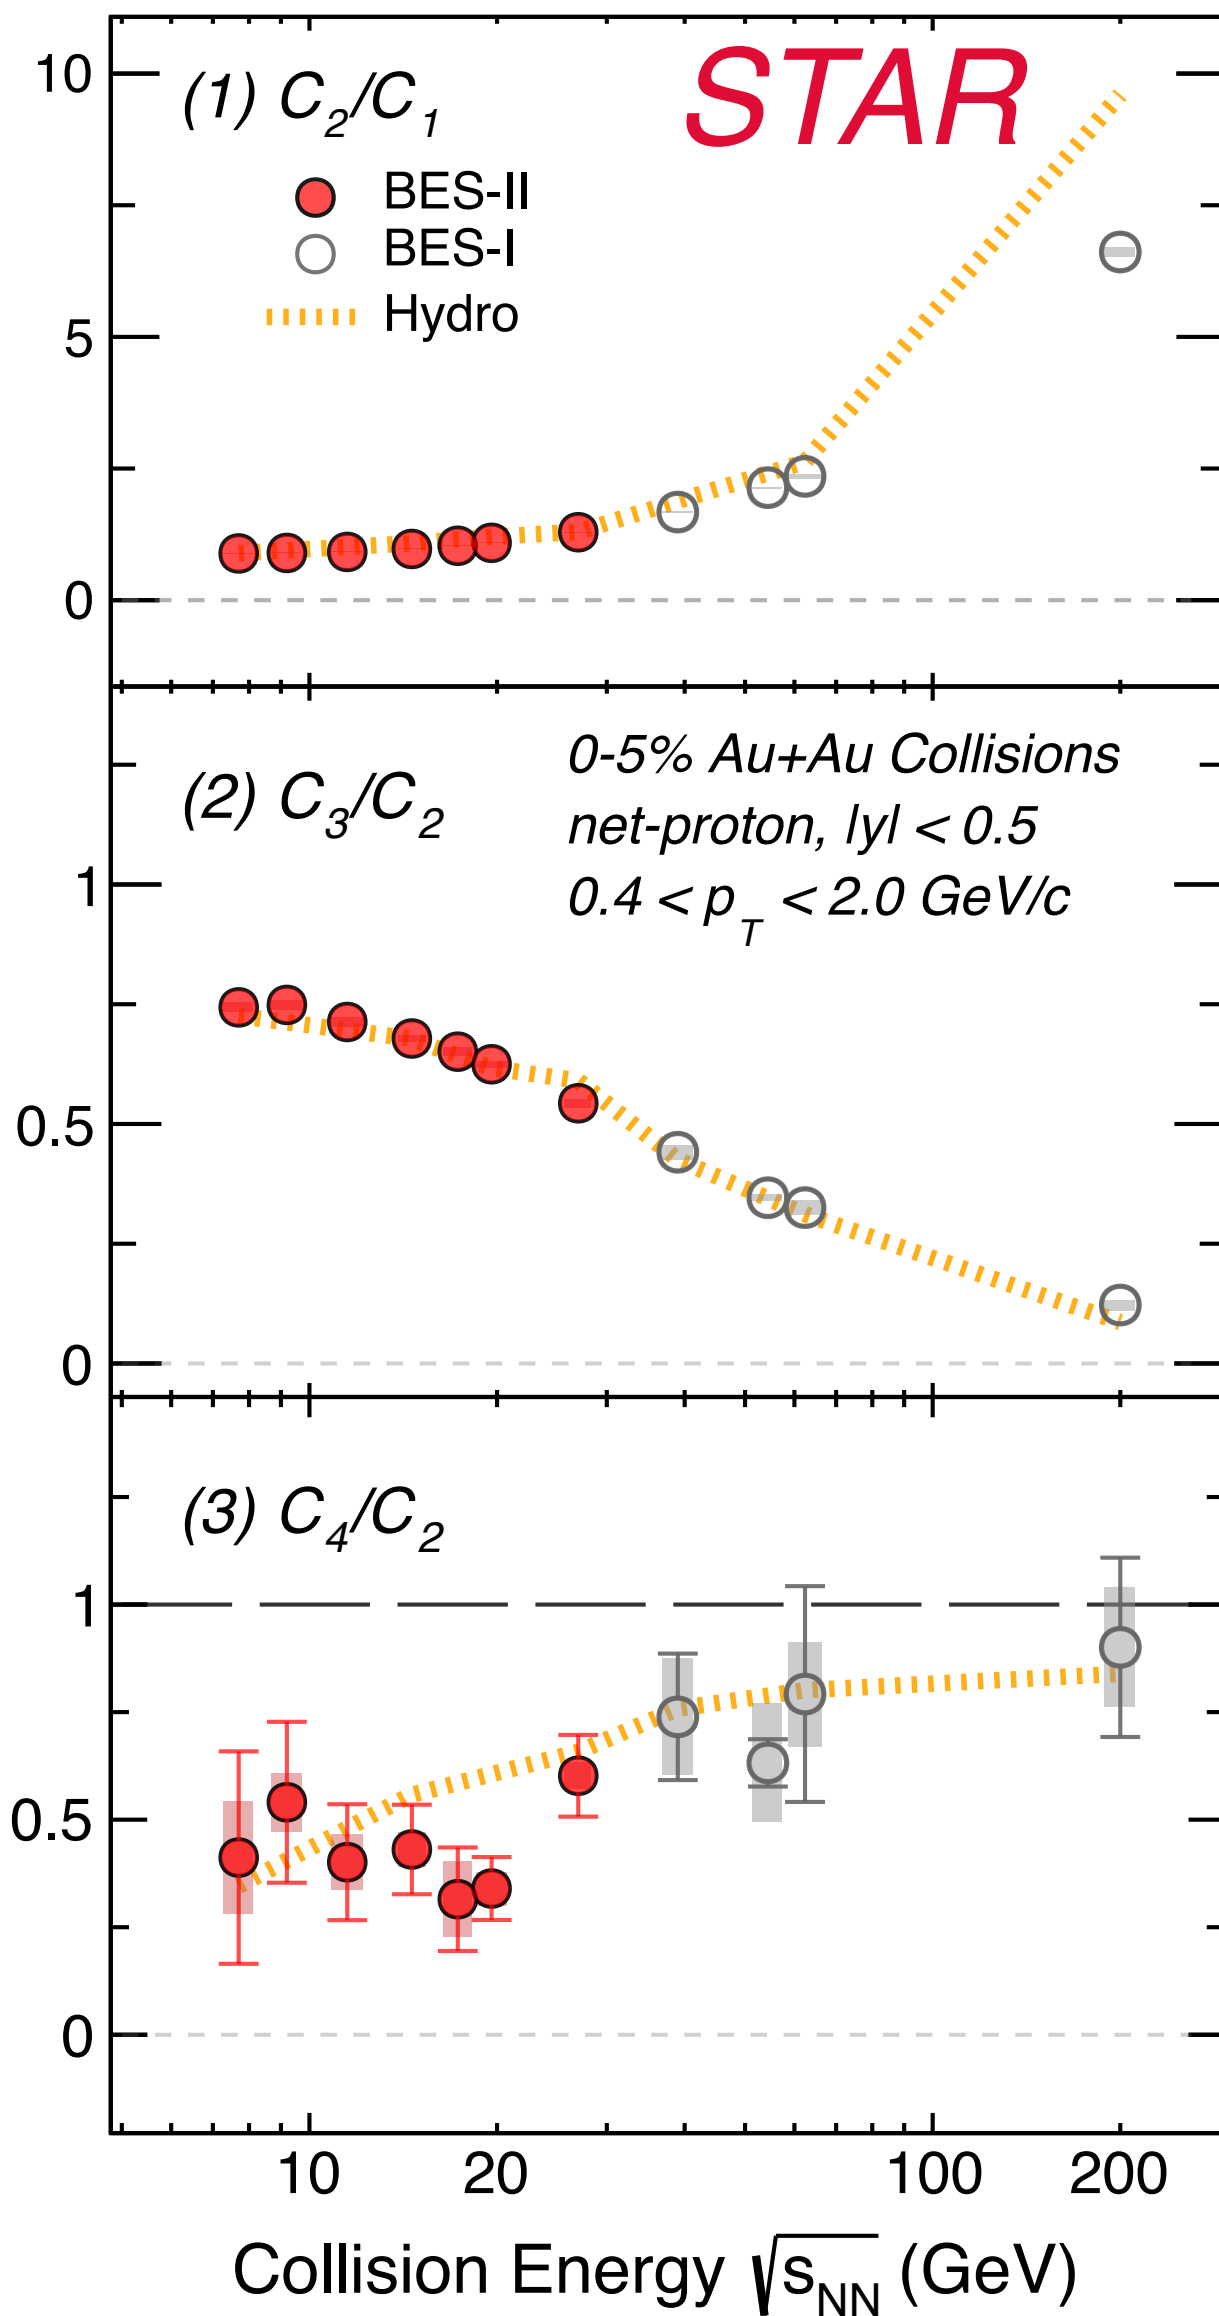 10
(1) C2/C1
STAR
BES-II
BES-I
Hydro
5
0
0-5% Au+Au Collisions
(2) C3/C2
net-proton, |y| < 0.5
1
0.4 < pT < 2.0 GeV/c
0.5
0
(3) C4/C2
1
0.5
0
10 20 100 200
Collision Energy √sNN (GeV)